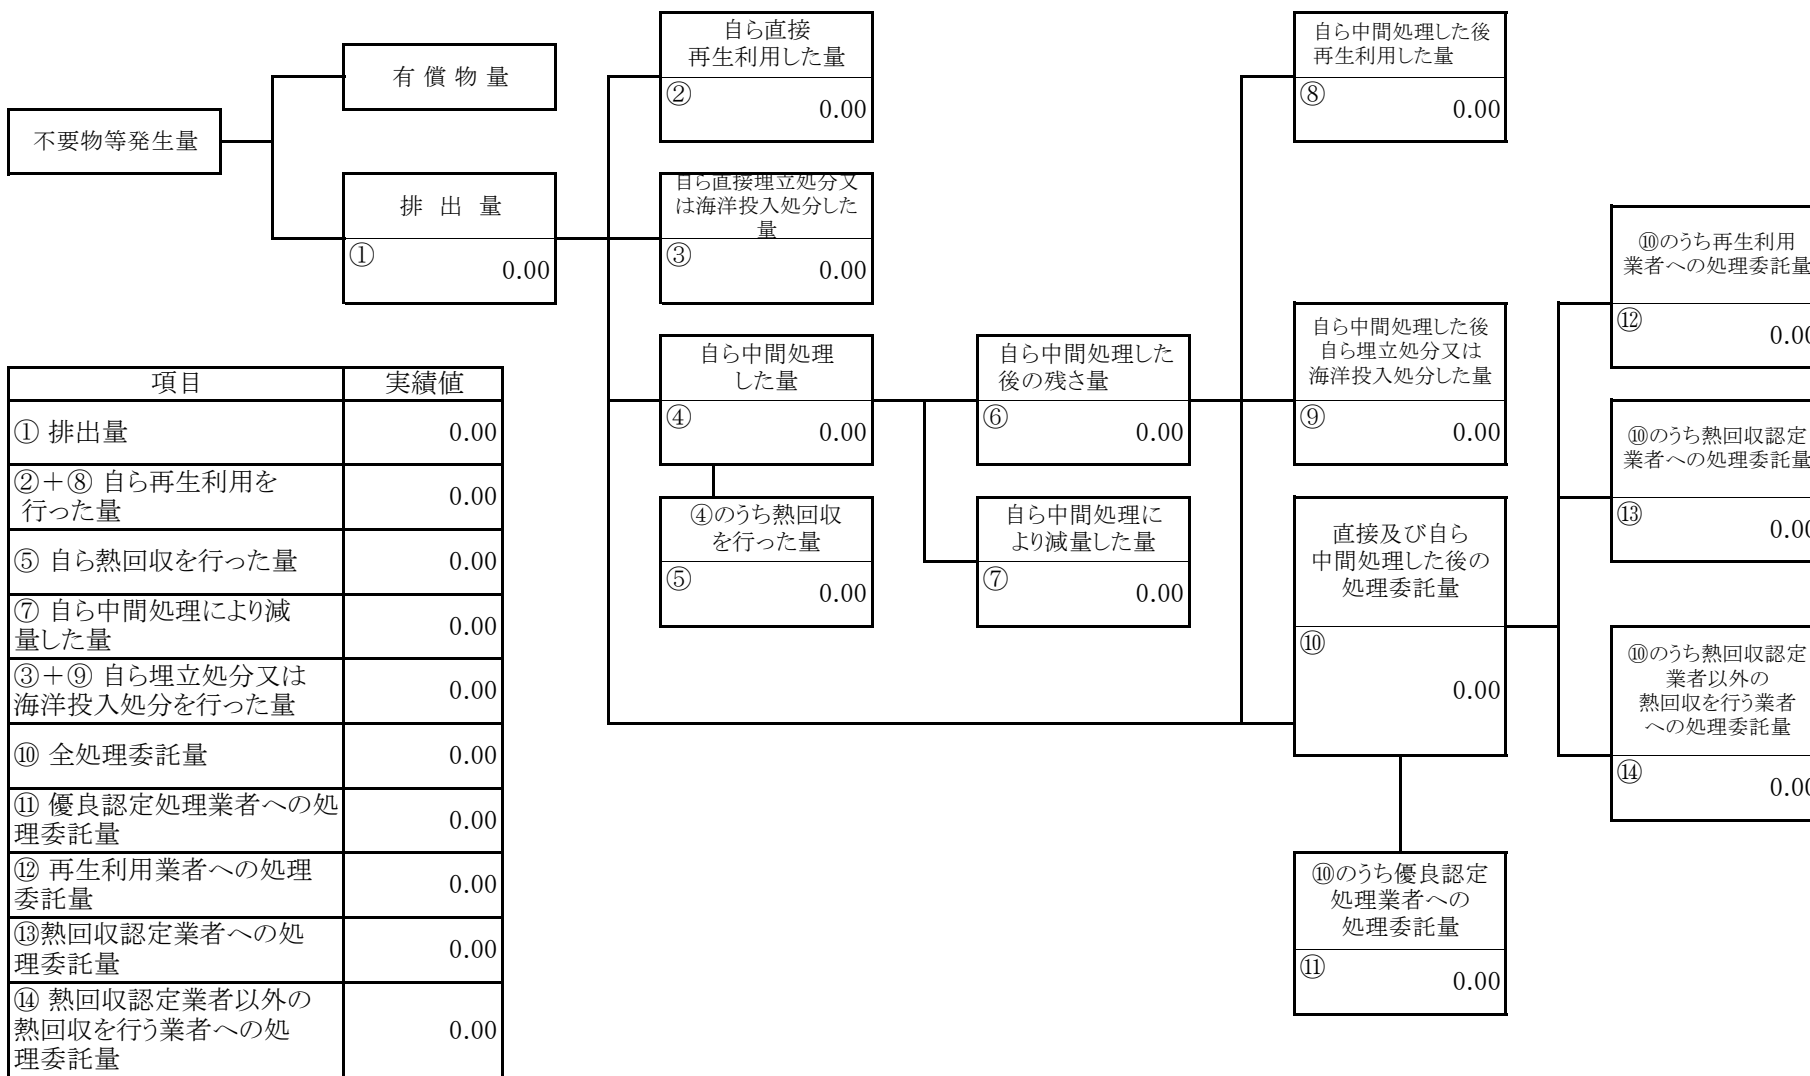 不要物等発生量
有 償 物 量
排 出 量
①
0.00
自ら直接
再生利用した量
②
0.00
自ら直接埋立処分又
は海洋投入処分した
量
③
0.00
自ら中間処理
した量
④
0.00
④のうち熱回収
を行った量
⑤
0.00
自ら中間処理した
後の残さ量
⑥
0.00
自ら中間処理に
より減量した量
⑦
0.00
自ら中間処理した後
再生利用した量
⑧
0.00
自ら中間処理した後
自ら埋立処分又は
海洋投入処分した量
⑨
0.00
直接及び自ら
中間処理した後の
処理委託量
⑩
0.00
⑩のうち優良認定
処理業者への
処理委託量
⑪
0.00
⑩のうち再生利用
業者への処理委託量
⑫
0.00
⑩のうち熱回収認定
業者への処理委託量
⑬
0.00
⑩のうち熱回収認定
業者以外の
熱回収を行う業者
への処理委託量
⑭
0.00
項目 実績値
① 排出量 0.00
②+⑧ 自ら再生利用を
行った量 0.00
⑤ 自ら熱回収を行った量 0.00
⑦ 自ら中間処理により減
量した量 0.00
③+⑨ 自ら埋立処分又は
海洋投入処分を行った量 0.00
⑩ 全処理委託量 0.00
⑪ 優良認定処理業者への処
理委託量 0.00
⑫ 再生利用業者への処理
委託量 0.00
⑬熱回収認定業者への処
理委託量 0.00
⑭ 熱回収認定業者以外の
熱回収を行う業者への処
理委託量 0.00